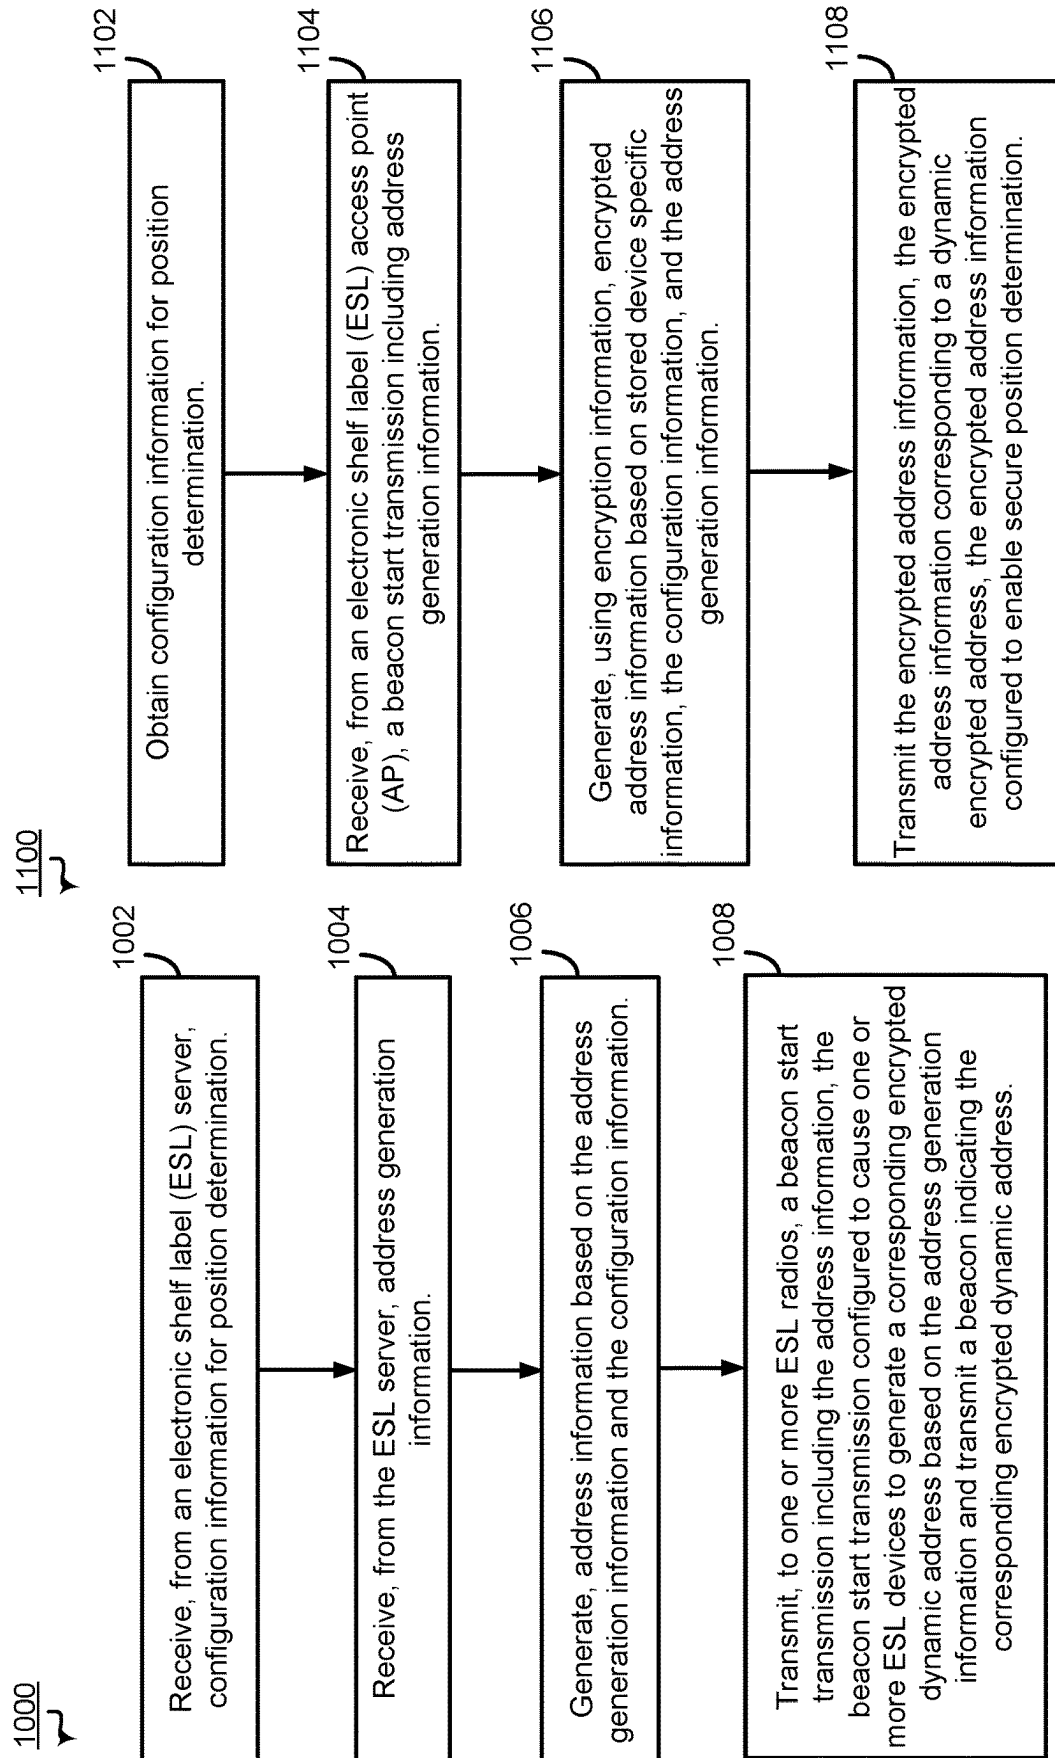 1000
1002
Receive, from an electronic shelf label (ESL) server,
configuration information for position determination.
1004
Receive, from the ESL server, address generation
information.
1006
Generate, address information based on the address
generation information and the configuration information.
1008
Transmit, to one or more ESL radios, a beacon start
transmission including the address information, the
beacon start transmission configured to cause one or
more ESL devices to generate a corresponding encrypted
dynamic address based on the address generation
information and transmit a beacon indicating the
corresponding encrypted dynamic address.
1100
1102
Obtain configuration information for position
determination.
1104
Receive, from an electronic shelf label (ESL) access point
(AP), a beacon start transmission including address
generation information.
1106
Generate, using encryption information, encrypted
address information based on stored device specific
information, the configuration information, and the address
generation information.
1108
Transmit the encrypted address information, the encrypted
address information corresponding to a dynamic
encrypted address, the encrypted address information
configured to enable secure position determination.